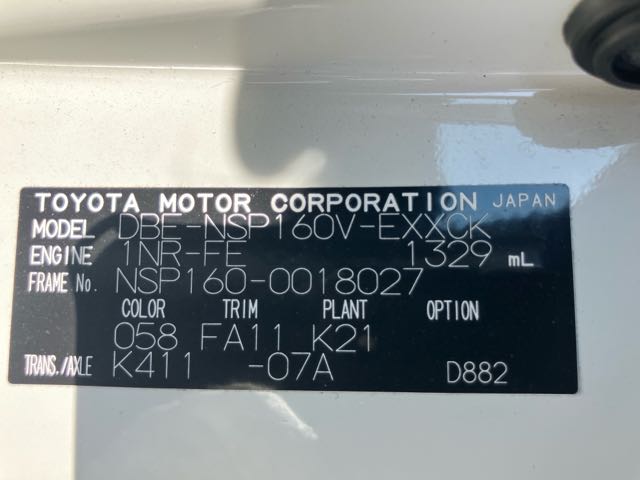 TOYOTA MOTOR CORPORATION JAPAN
MODEL DBE-NSP160V-EXXCK
ENGINE 1NR-FE 1329 mL
FRAME No. NSP160-0018027
COLOR TRIM PLANT OPTION
058 FA11 K21
TRANS./AXLE K411 -07A D882